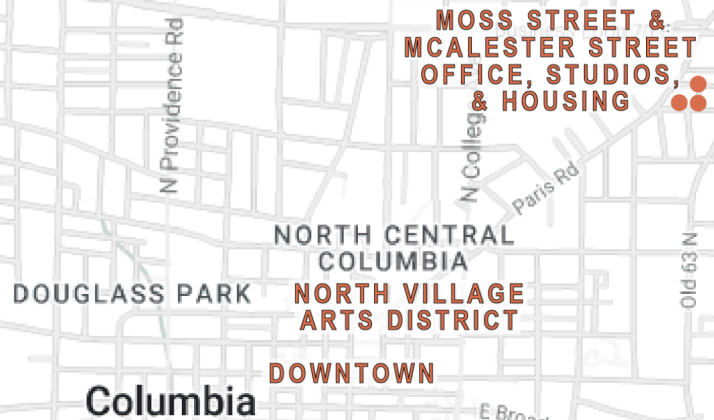 MOSS STREET &
MCALESTER STREET
OFFICE, STUDIOS,
& HOUSING
N Providence Rd
Paris Rd
NORTH CENTRAL
COLUMBIA
Old 63 N
DOUGLASS PARK
NORTH VILLAGE
ARTS DISTRICT
DOWNTOWN
Columbia